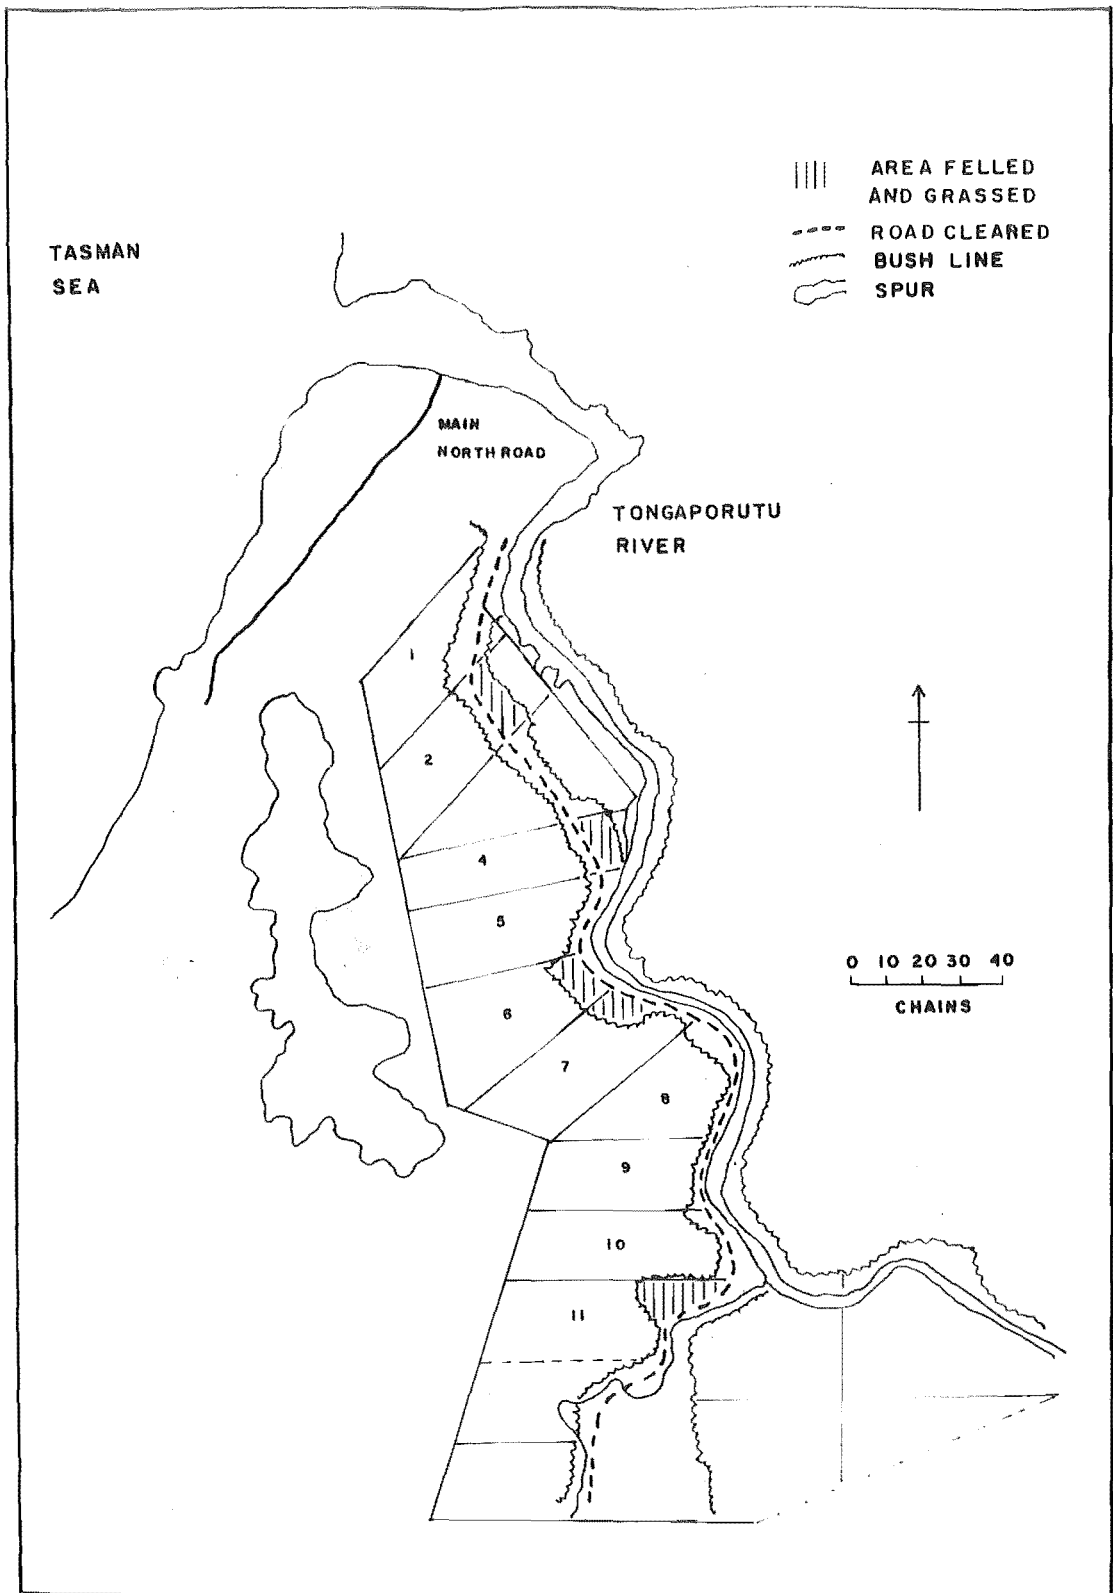 AREA FELLED
AND GRASSED
ROAD CLEARED
BUSH LINE
SPUR
TASMAN
SEA
MAIN
NORTH ROAD
TONGAPORUTU
RIVER
1
2
4
5
6
7
8
9
10
11
0 10 20 30 40
CHAINS